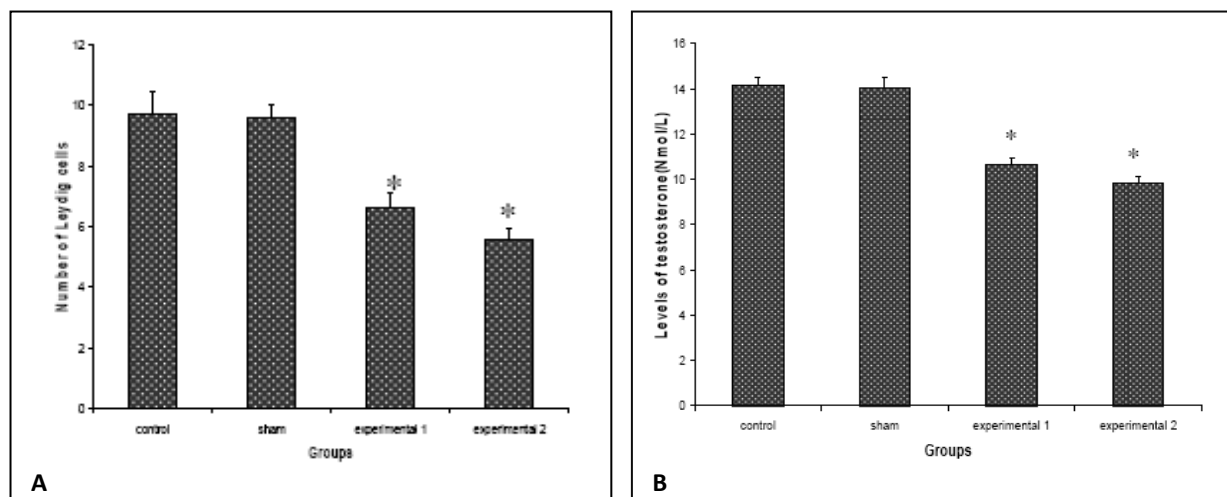 12
10
8
6
4
2
0
Number of Leydig cells
*
*
control sham experimental 1 experimental 2
Groups
A
16
14
12
10
8
6
4
2
0
Levels of testosterone(Nmol/L)
*
*
control sham experimental 1 experimental 2
Groups
B